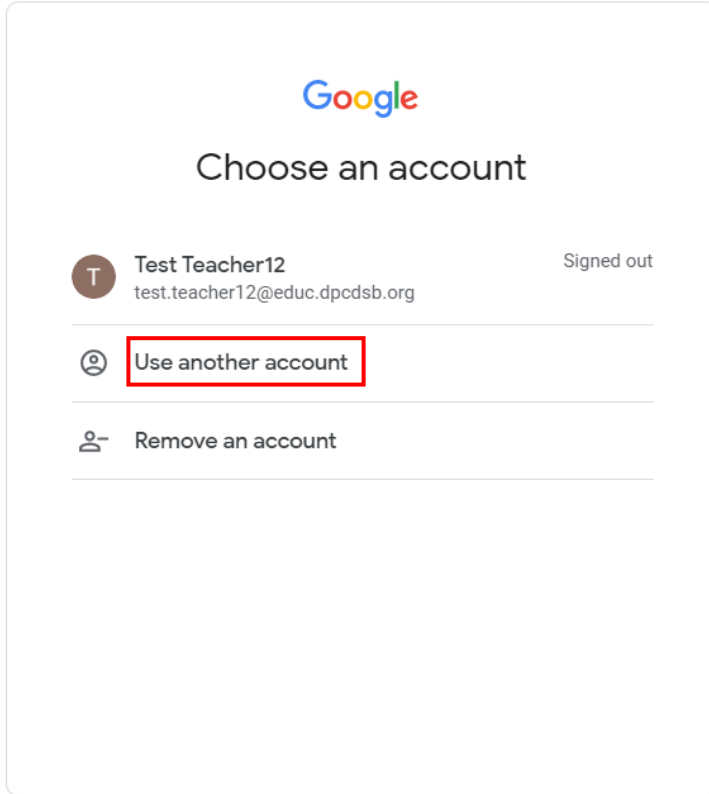 Google
Choose an account
T
Test Teacher12
Signed out
test.teacher12@educ.dpcdsb.org
Use another account
Remove an account